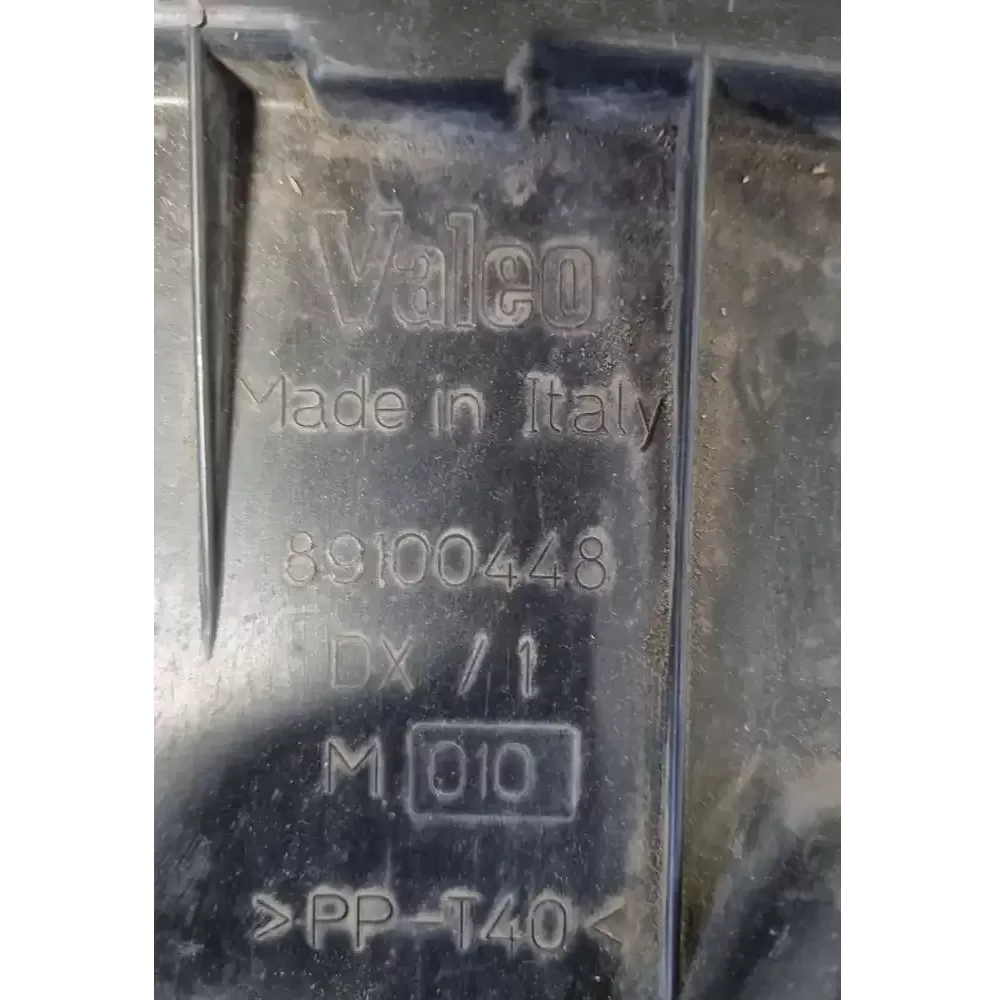 Valeo
Made in Italy
89100448
DX / 1
M 010
>PP-T40<